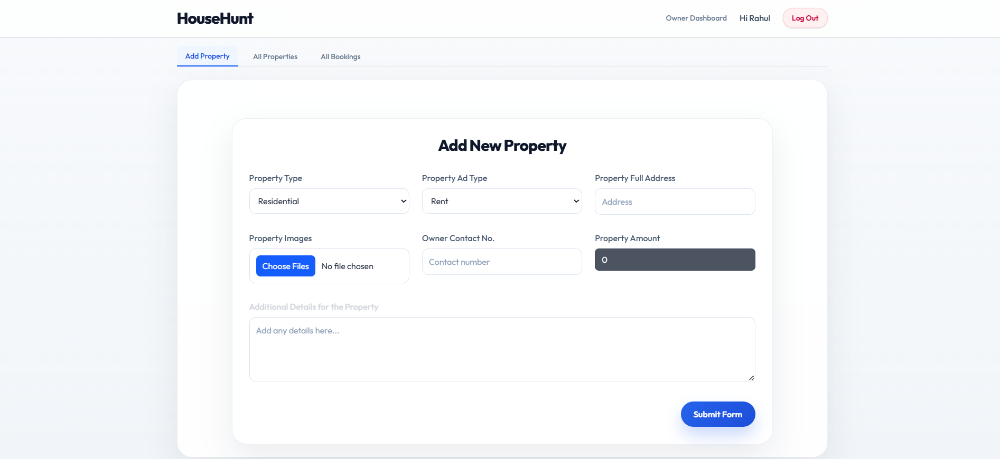 HouseHunt
Owner Dashboard
Hi Rahul
Log Out
Add Property
All Properties
All Bookings
Add New Property
Property Type
Property Ad Type
Property Full Address
Residential
Rent
Address
Property Images
Owner Contact No.
Property Amount
Choose Files
No file chosen
Contact number
0
Additional Details for the Property
Add any details here...
Submit Form